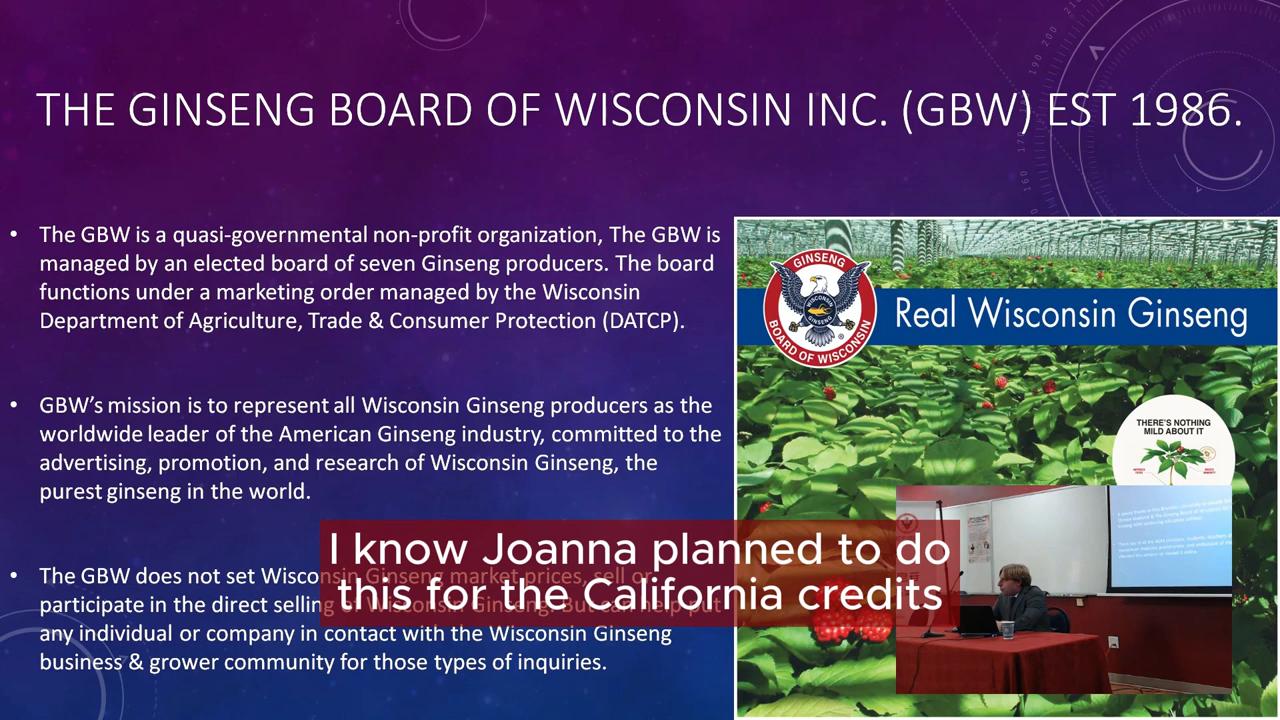 THE GINSENG BOARD OF WISCONSIN INC. (GBW) EST 1986.
• The GBW is a quasi-governmental non-profit organization, The GBW is
managed by an elected board of seven Ginseng producers. The board
functions under a marketing order managed by the Wisconsin
Department of Agriculture, Trade & Consumer Protection (DATCP).
• GBW's mission is to represent all Wisconsin Ginseng producers as the
worldwide leader of the American Ginseng industry, committed to the
advertising, promotion, and research of Wisconsin Ginseng, the
purest ginseng in the world.
• The GBW does not set Wisconsin Ginseng market prices, sell or
participate in the direct selling of Wisconsin Ginseng. But can help put
any individual or company in contact with the Wisconsin Ginseng
business & grower community for those types of inquiries.
GINSENG
WISCONSIN
GINSENG
BOARD OF WISCONSIN
Real Wisconsin Ginseng
THERE'S NOTHING
MILD ABOUT IT
I know Joanna planned to do
this for the California credits